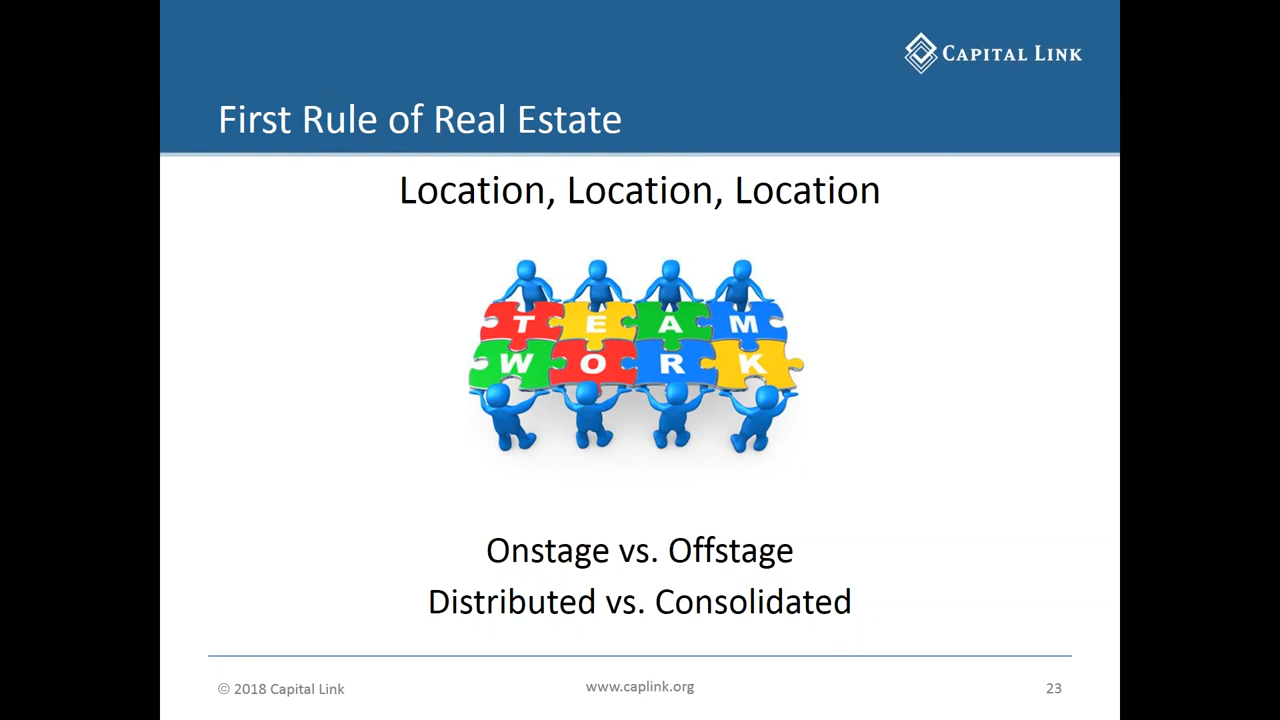 CAPITAL LINK
First Rule of Real Estate
Location, Location, Location
TEAM
WORK
Onstage vs. Offstage
Distributed vs. Consolidated
© 2018 Capital Link
www.caplink.org
23